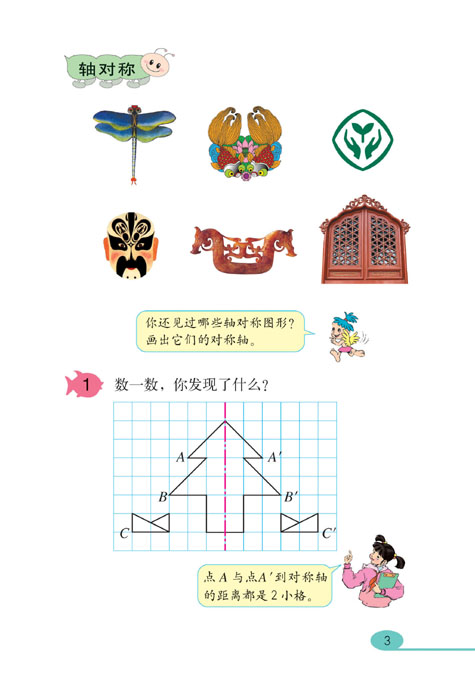 轴对称
你还见过哪些轴对称图形?
画出它们的对称轴。
1 数一数，你发现了什么?
A A′
B B′
C C′
点A与点A′到对称轴
的距离都是2小格。
3